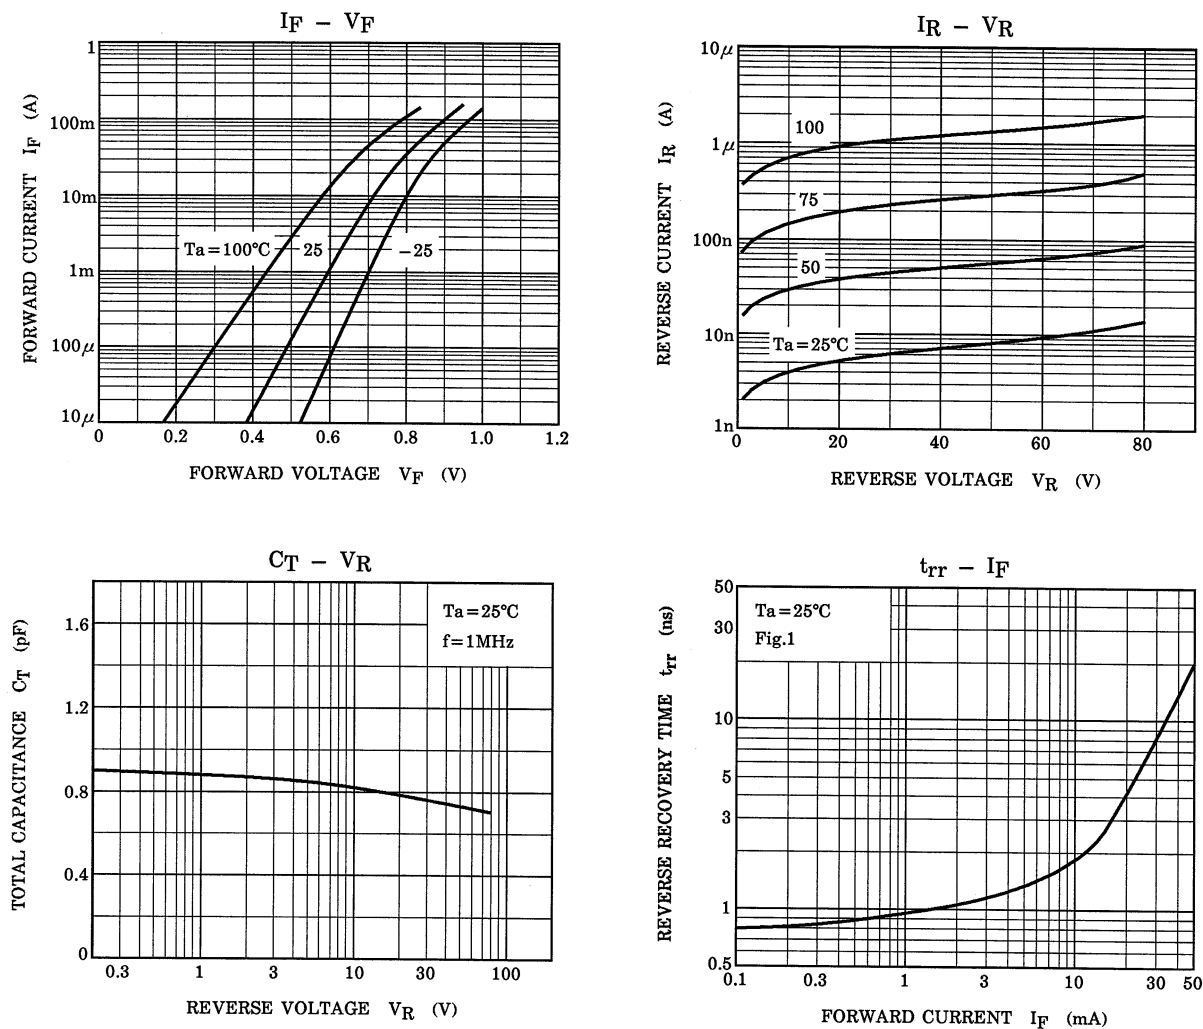 IF – VF
1
100m
10m
1m
100μ
10μ
FORWARD CURRENT IF (A)
Ta=100℃
25
−25
0
0.2
0.4
0.6
0.8
1.0
1.2
FORWARD VOLTAGE VF (V)
IR – VR
10μ
1μ
100n
10n
1n
REVERSE CURRENT IR (A)
100
75
50
Ta=25℃
0
20
40
60
80
REVERSE VOLTAGE VR (V)
CT – VR
1.6
1.2
0.8
0.4
0
TOTAL CAPACITANCE CT (pF)
Ta=25℃
f=1MHz
0.3
1
3
10
30
100
REVERSE VOLTAGE VR (V)
trr – IF
50
30
10
5
3
1
0.5
REVERSE RECOVERY TIME trr (ns)
Ta=25℃
Fig.1
0.1
0.3
1
3
10
30
50
FORWARD CURRENT IF (mA)